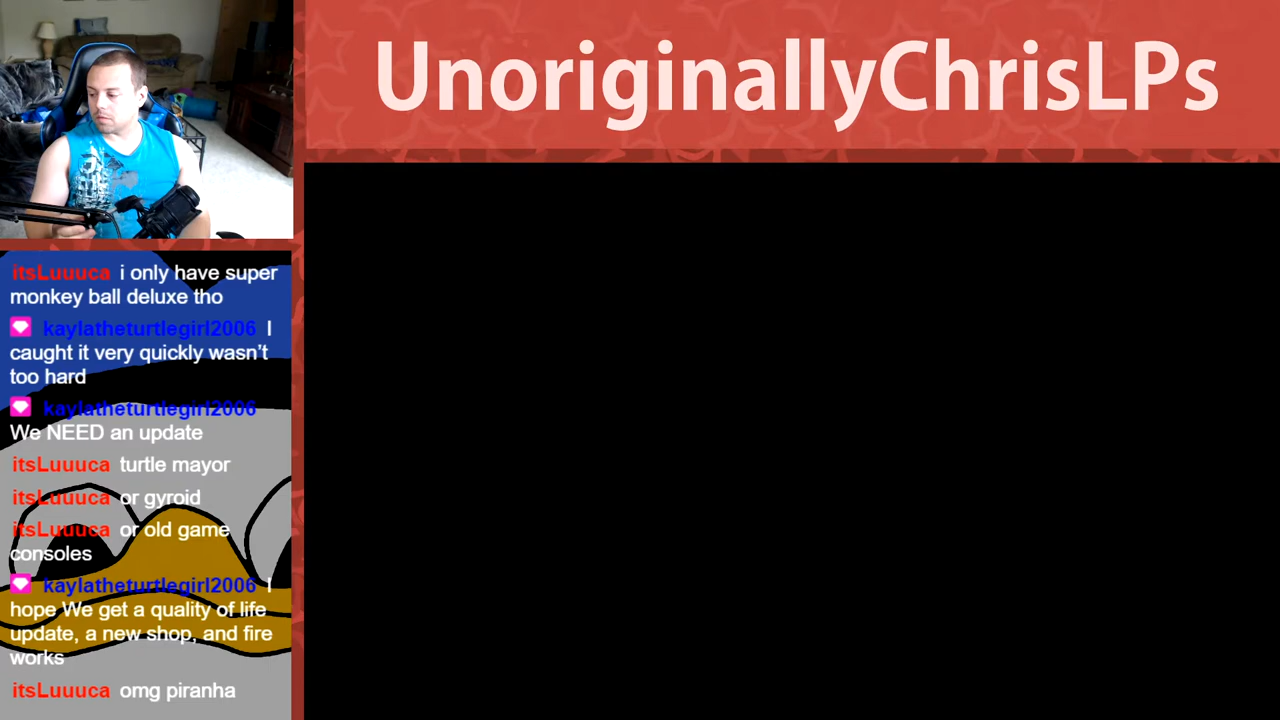 UnoriginallyChrisLPs
itsLuuuca i only have super
monkey ball deluxe tho
kaylatheturtlegirl2006 I
caught it very quickly wasn't
too hard
kaylatheturtlegirl2006
We NEED an update
itsLuuuca turtle mayor
itsLuuuca or gyroid
itsLuuuca or old game
consoles
kaylatheturtlegirl2006 I
hope We get a quality of life
update, a new shop, and fire
works
itsLuuuca omg piranha